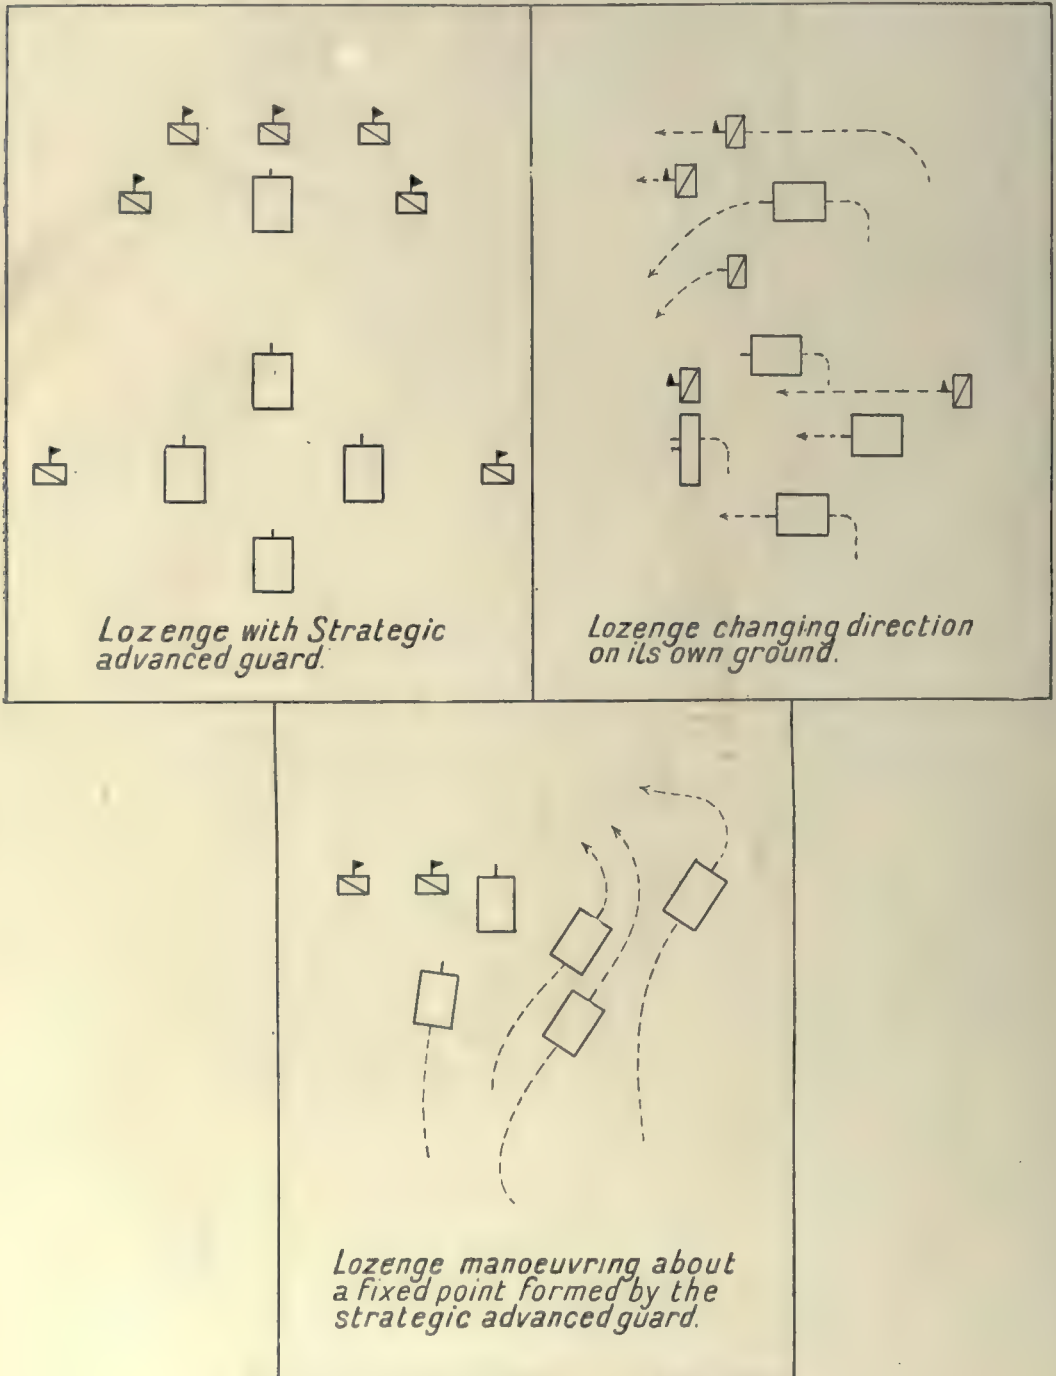 Lozenge with Strategic
advanced guard.
Lozenge changing direction
on its own ground.
Lozenge manoeuvring about
a fixed point formed by the
strategic advanced guard.